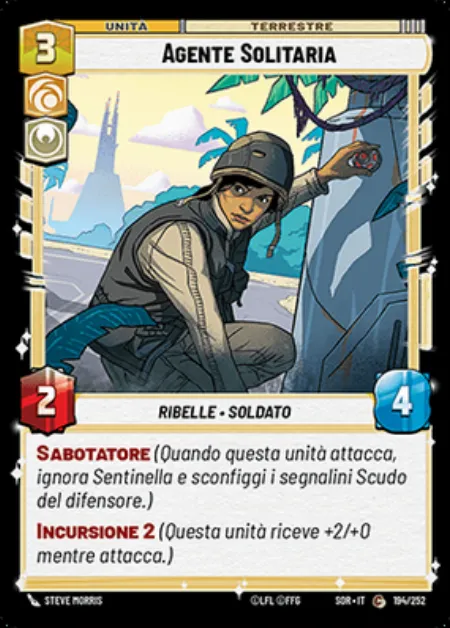 UNITÀ
TERRESTRE
3
AGENTE SOLITARIA
2
4
RIBELLE • SOLDATO
SABOTATORE (Quando questa unità attacca,
ignora Sentinella e sconfiggi i segnalini Scudo
del difensore.)
INCURSIONE 2 (Questa unità riceve +2/+0
mentre attacca.)
STEVE MORRIS
©LFL ©FFG
SOR • IT
C
194/252